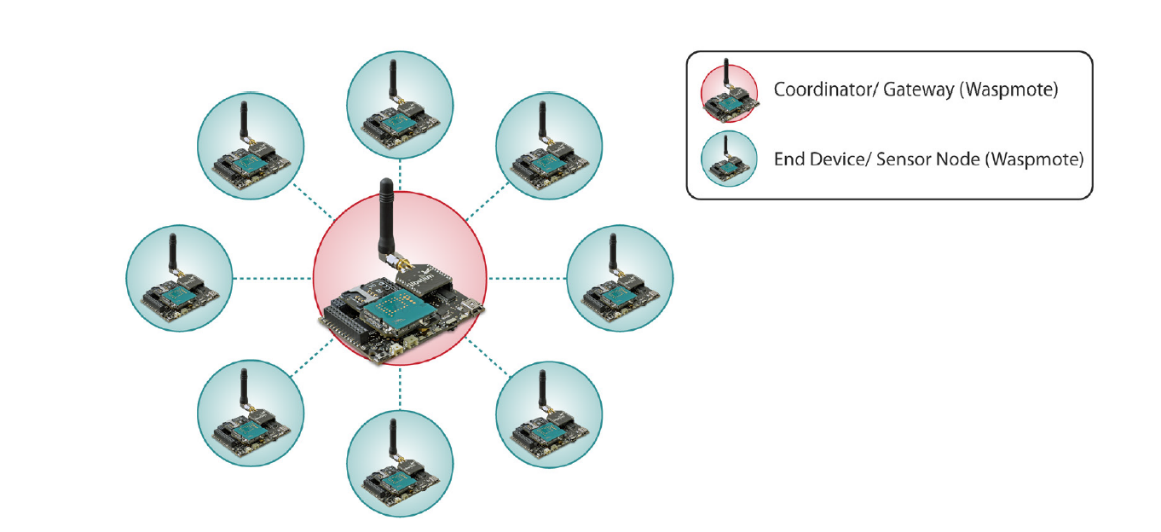 Coordinator/ Gateway (Waspmote)
End Device/ Sensor Node (Waspmote)